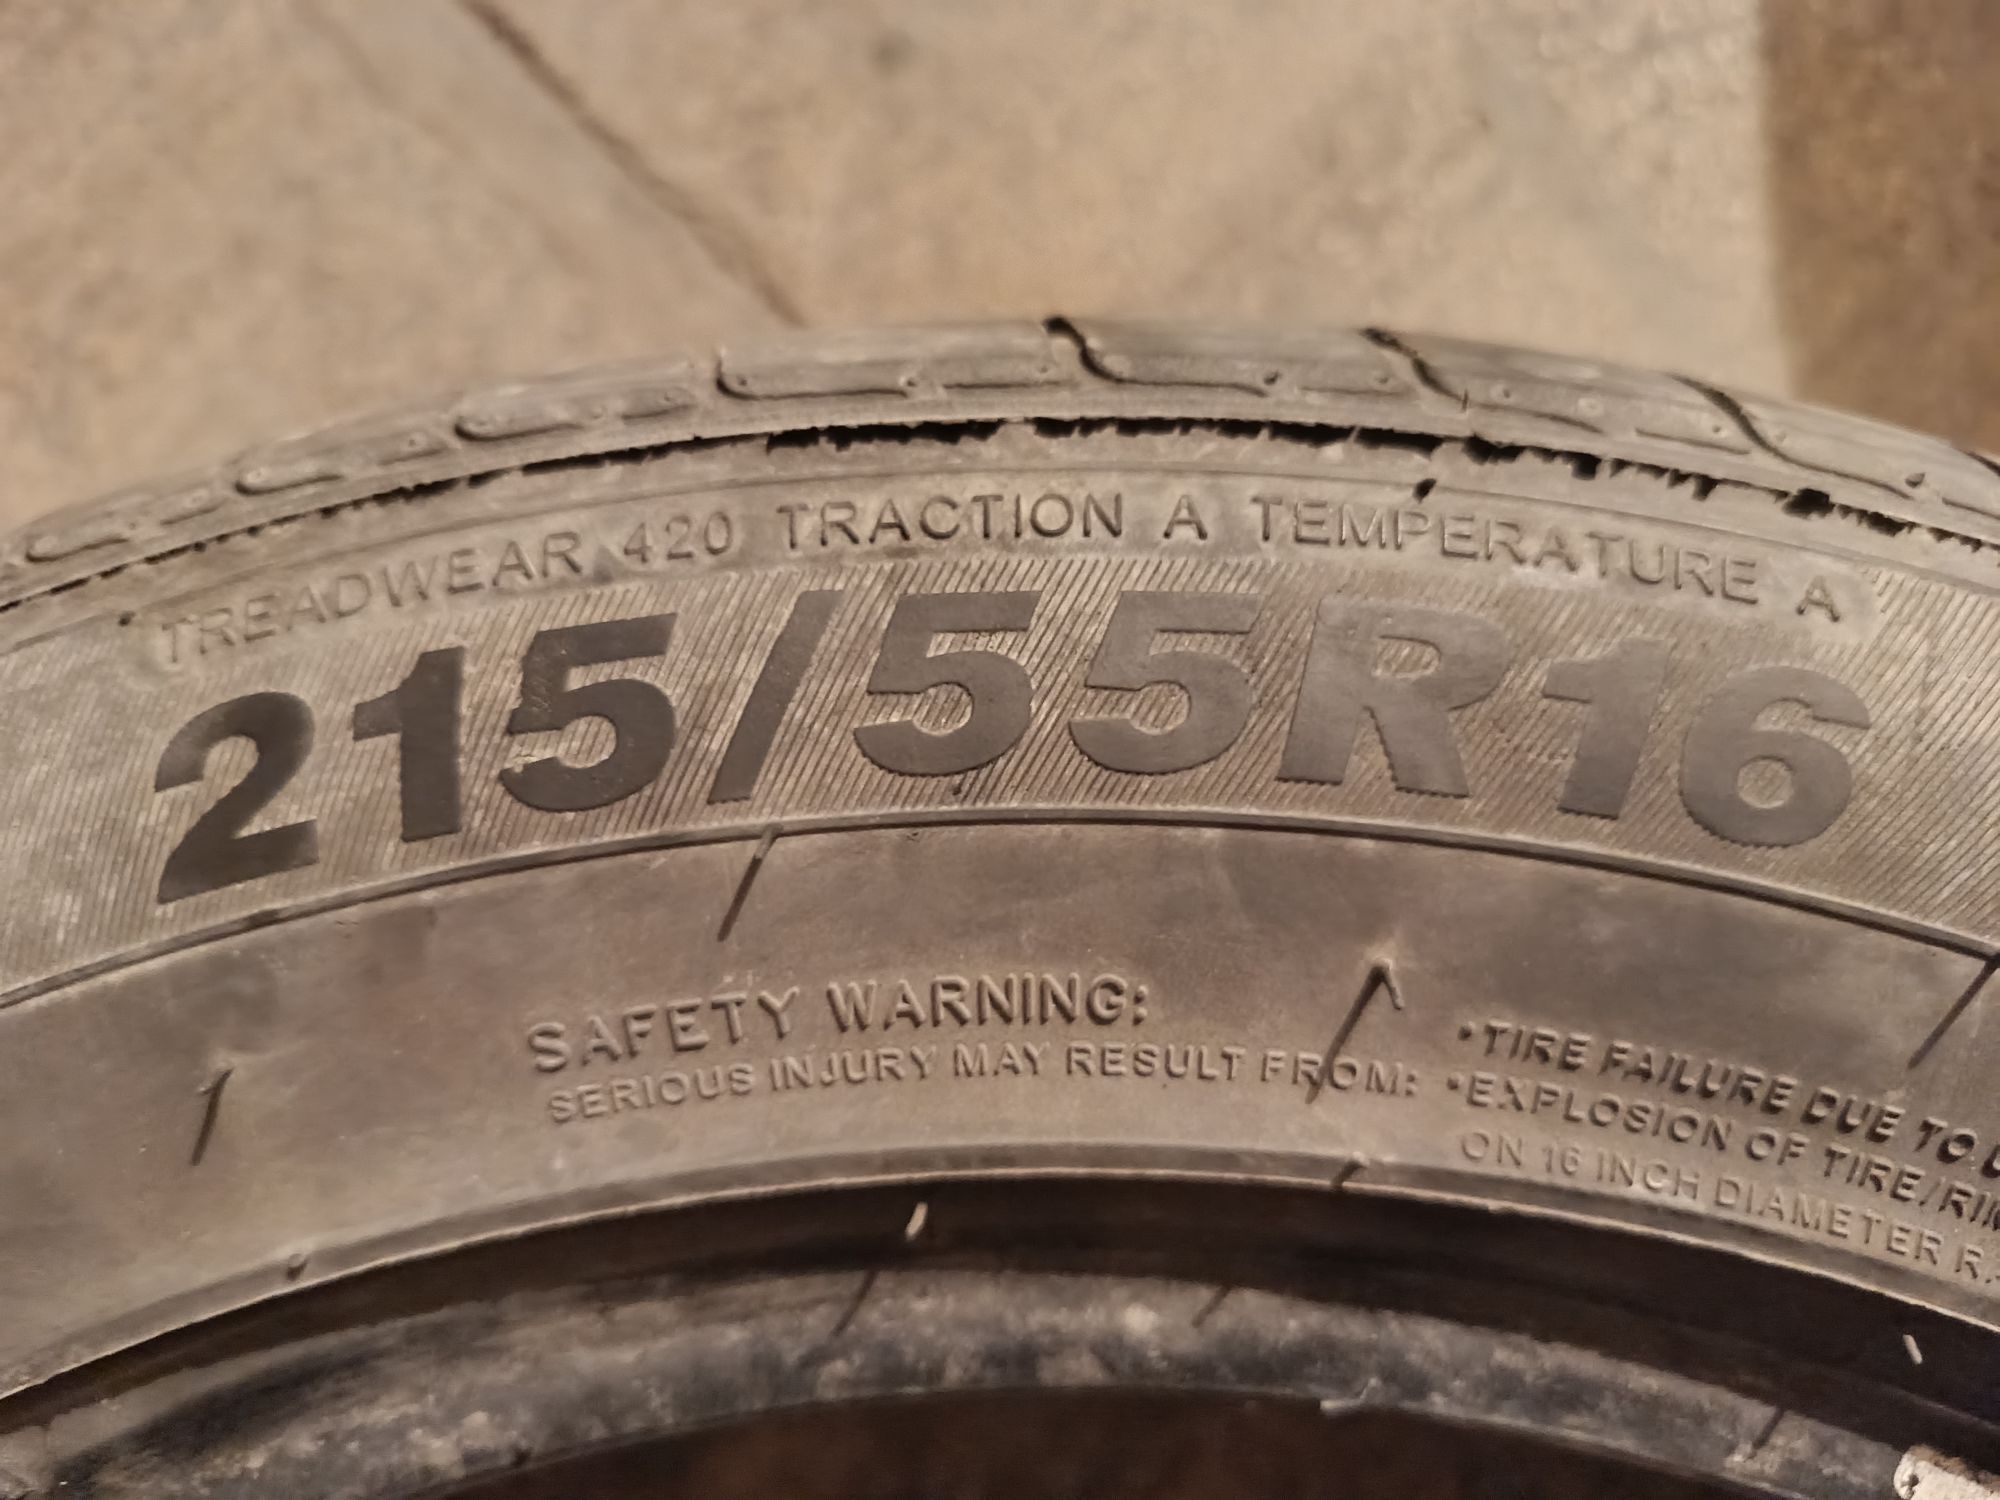 TREADWEAR 420 TRACTION A TEMPERATURE A
215/55R16
SAFETY WARNING:
SERIOUS INJURY MAY RESULT FROM:
•TIRE FAILURE DUE TO
•EXPLOSION OF TIRE/RIM
ON 16 INCH DIAMETER